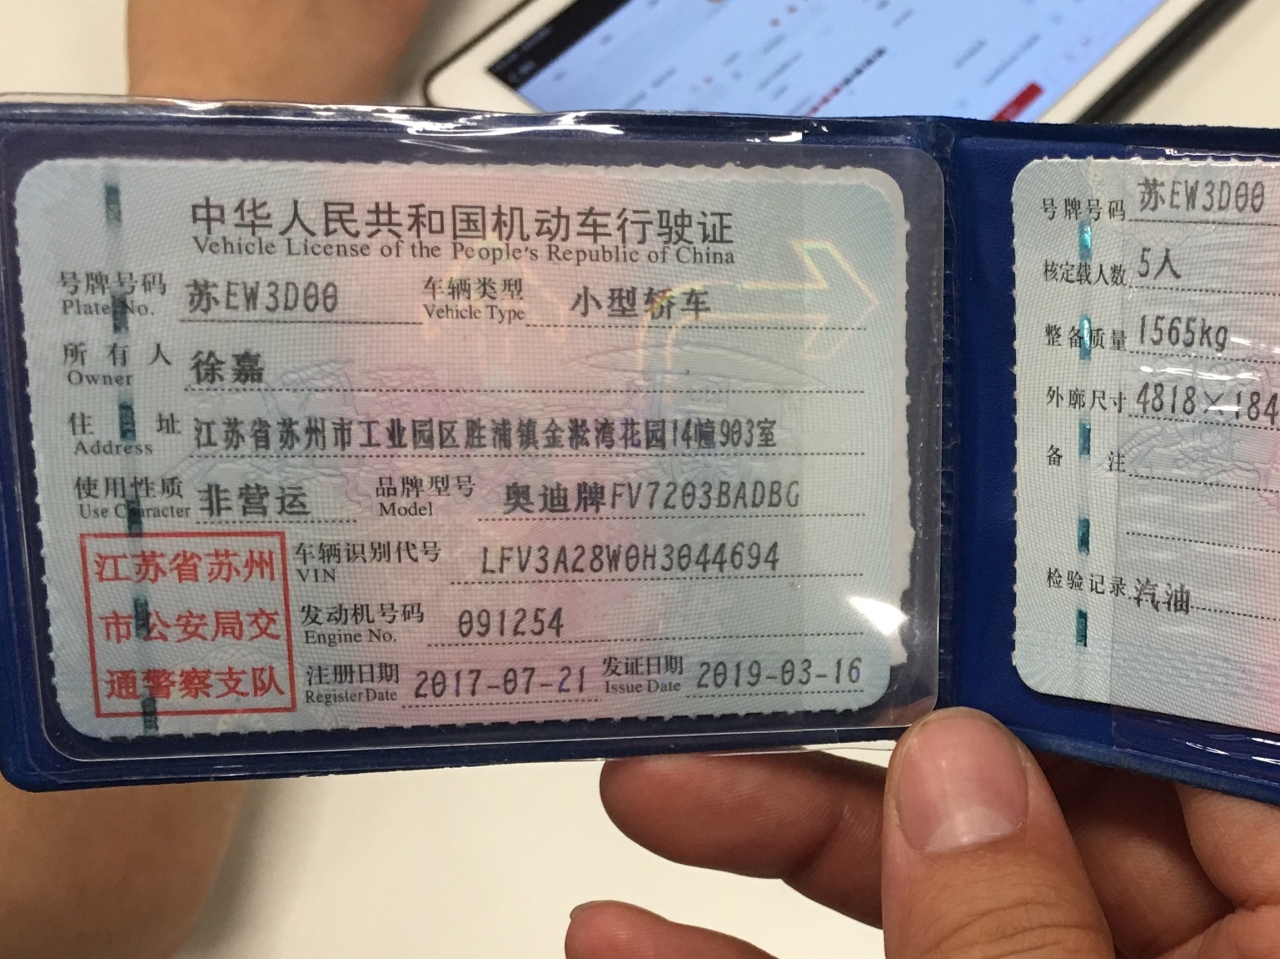 中华人民共和国机动车行驶证
Vehicle License of the People's Republic of China
号牌号码 苏EW3D00 车辆类型 小型轿车
Plate No. Vehicle Type
所有人 徐嘉
Owner
住址 江苏省苏州市工业园区胜浦镇金淞湾花园14幢903室
Address
使用性质 非营运 品牌型号 奥迪牌FV7203BADBG
Use Character Model
江苏省苏州
市公安局交
通警察支队
车辆识别代号 LFV3A28W0H3044694
VIN
发动机号码 091254
Engine No.
注册日期 2017-07-21 发证日期 2019-03-16
Register Date Issue Date
号牌号码 苏EW3D00
核定载人数 5人
整备质量 1565kg
外廓尺寸 4818×184
备注
检验记录 汽油